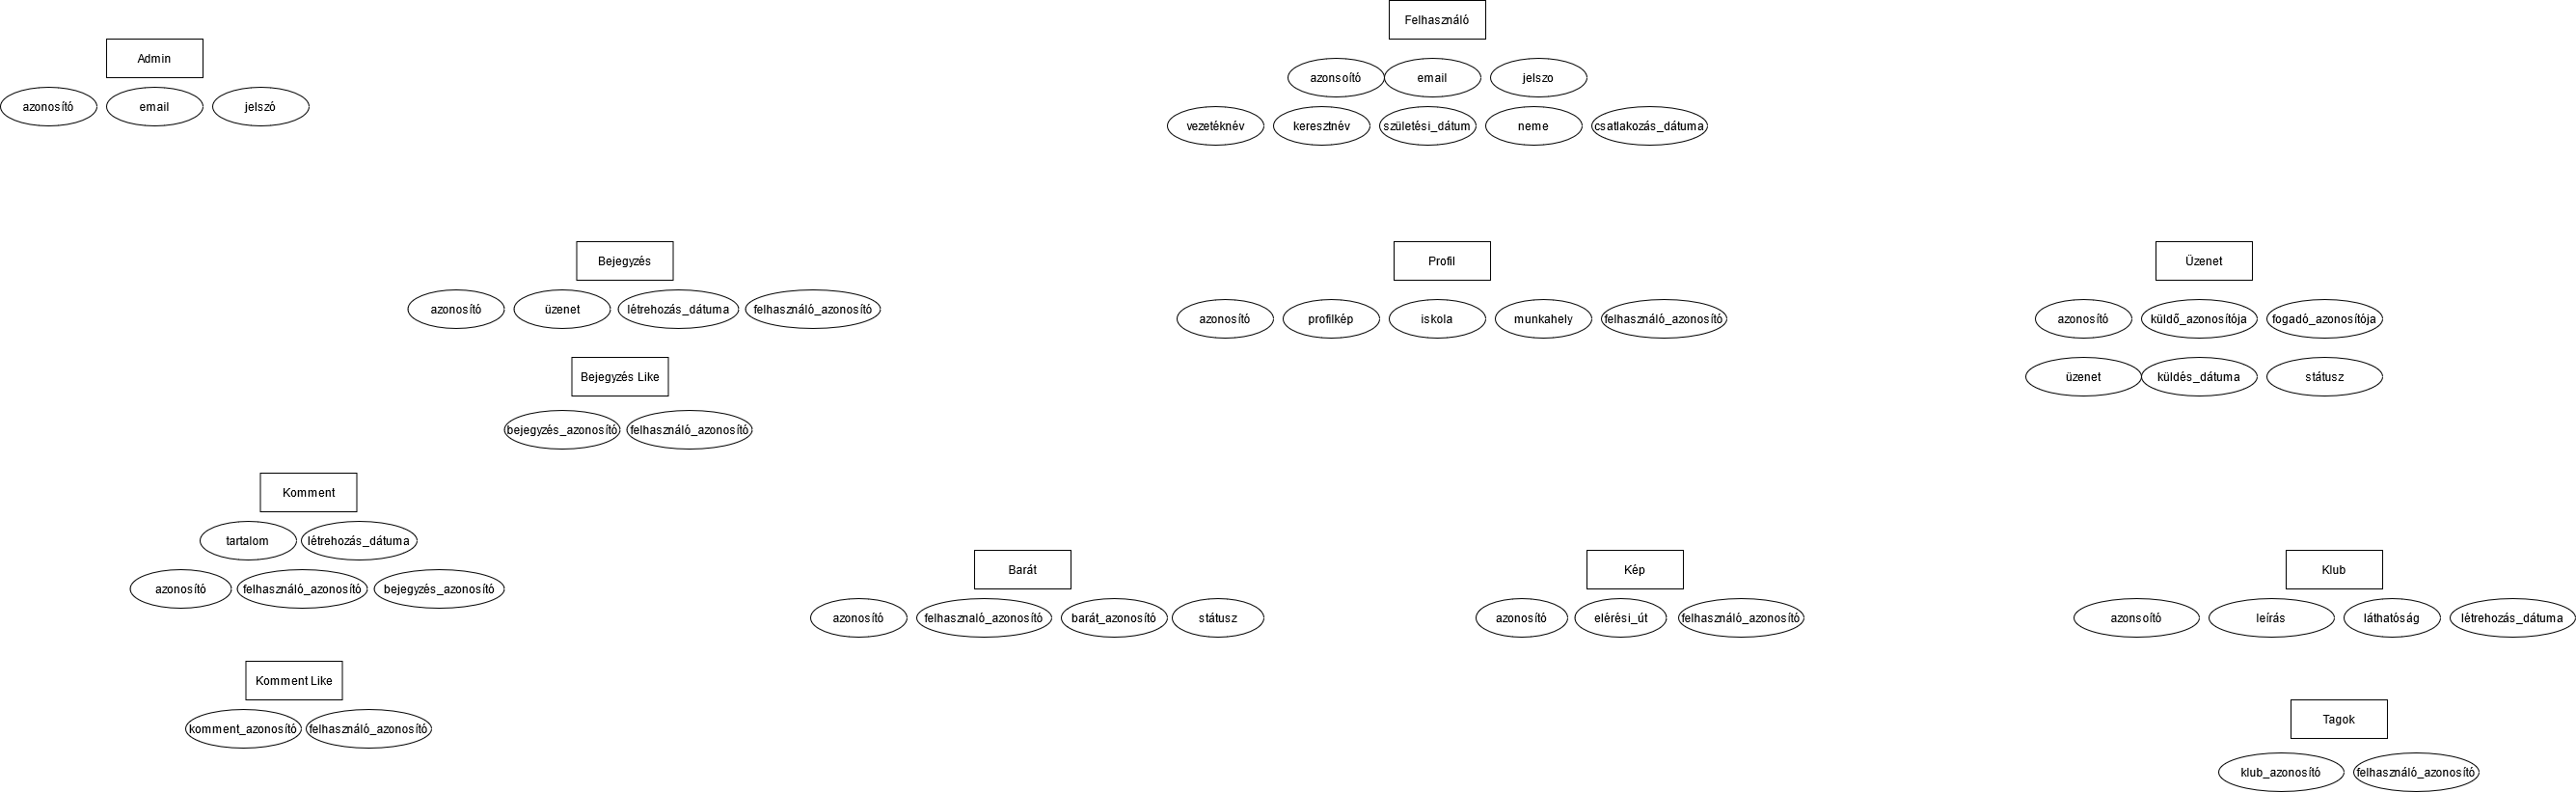 Felhasználó
Admin
azonsoító email jelszo
azonosító email jelszó
vezetéknév keresztnév születési_dátum neme csatlakozás_dátuma
Bejegyzés
Profil
Üzenet
azonosító üzenet létrehozás_dátuma felhasználó_azonosító
azonosító profilkép iskola munkahely felhasználó_azonosító
azonosító küldő_azonosítója fogadó_azonosítója
Bejegyzés Like
üzenet küldés_dátuma státusz
bejegyzés_azonosító felhasználó_azonosító
Komment
tartalom létrehozás_dátuma
azonosító felhasználó_azonosító bejegyzés_azonosító
Barát
Kép
Klub
azonosító felhasznaló_azonosító barát_azonosító státusz
azonosító elérési_út felhasználó_azonosító
azonsoító leírás láthatóság létrehozás_dátuma
Komment Like
komment_azonosító felhasználó_azonosító
Tagok
klub_azonosító felhasználó_azonosító